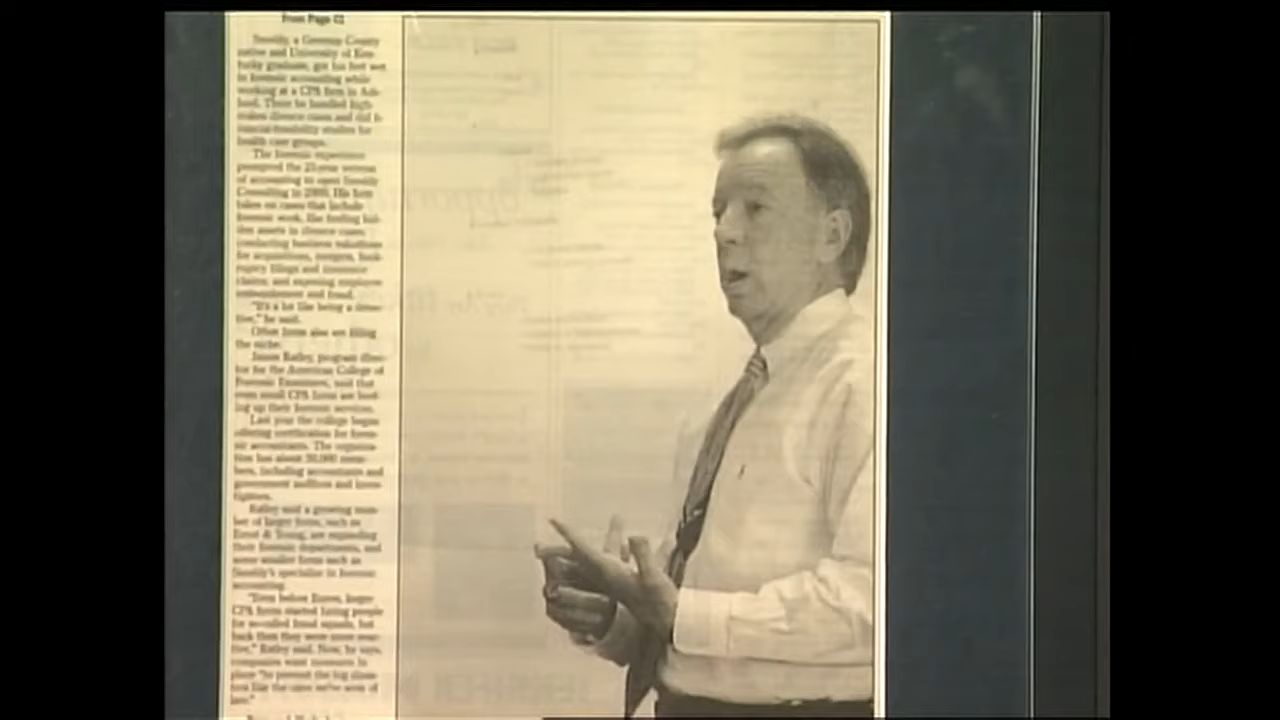 From Page C1
Smoldy, a Greenup County
native and University of Ken-
tucky graduate, got his feet wet
in forensic accounting while
working at a CPA firm in Ash-
land. There he handled high-
stakes divorce cases and did fi-
nancial-feasibility studies for
health care groups.
The forensic experience
prompted the 21-year veteran
of accounting to open
Consulting in 2000. His firm
takes on cases that include
forensic work, like finding hid-
den assets in divorce cases;
conducting business valuations
for acquisitions, mergers, bank-
ruptcy filings and insurance
claims; and exposing employee
embezzlement and fraud.
"It's a lot like being a detec-
tive," he said.
Other firms also are filling
the niche.
James Ratley, program direc-
tor for the American College of
Forensic Examiners, said that
even small CPA firms are beef-
ing up their forensic services.
Last year the college began
offering certification for foren-
sic accountants. The organiza-
tion has about 20,000 mem-
bers, including accountants and
government auditors and inves-
tigators.
Ratley said a growing num-
ber of larger firms, such as
Ernst & Young, are expanding
their forensic departments, and
some smaller firms such as
specialize in forensic
accounting.
"Even before Enron, larger
CPA firms started hiring people
for so-called fraud squads, but
back then they were more reac-
tive," Ratley said. Now, he says,
companies want measures in
place "to prevent the big disas-
ters like the ones we've seen of
late."